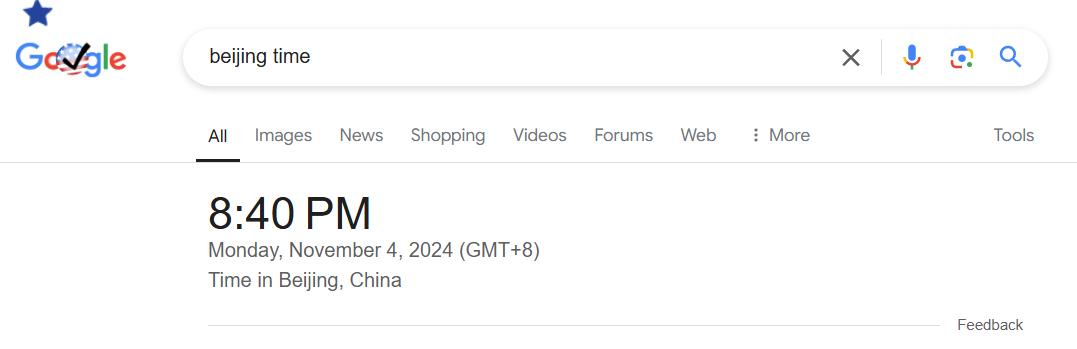 Google
beijing time
All Images News Shopping Videos Forums Web More Tools
8:40 PM
Monday, November 4, 2024 (GMT+8)
Time in Beijing, China
Feedback